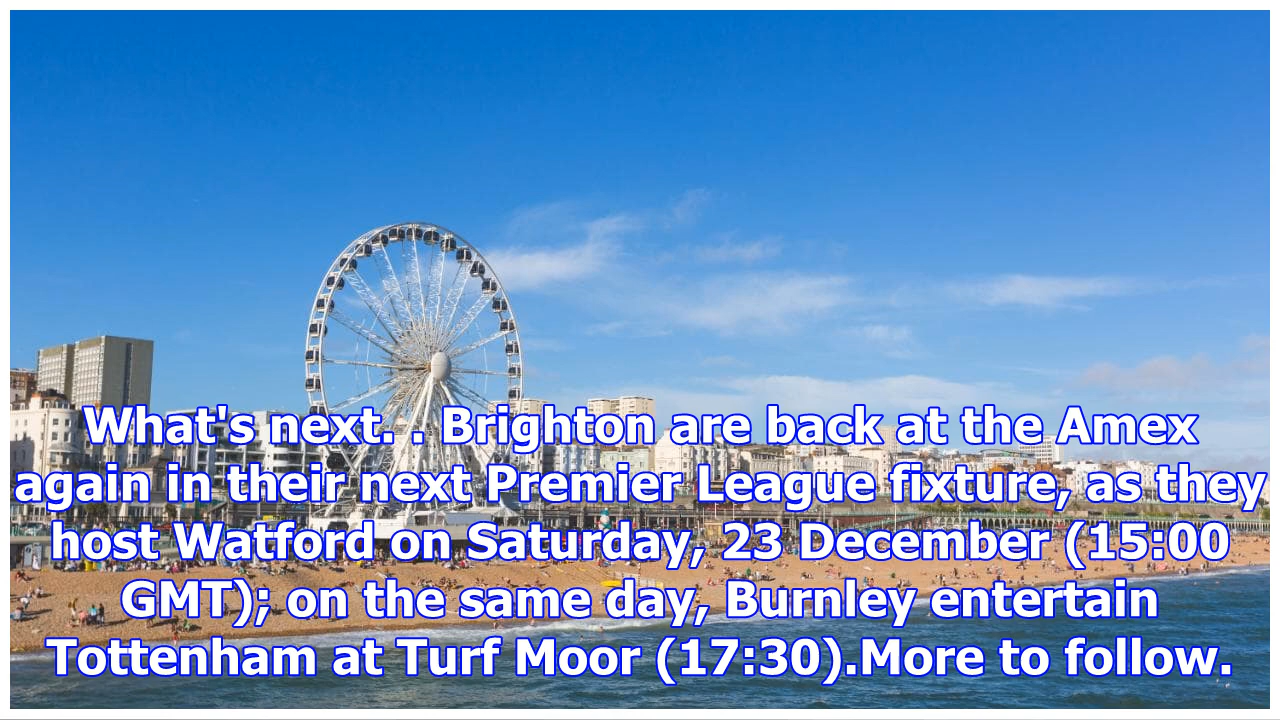 What's next. . Brighton are back at the Amex
again in their next Premier League fixture, as they
host Watford on Saturday, 23 December (15:00
GMT); on the same day, Burnley entertain
Tottenham at Turf Moor (17:30).More to follow.